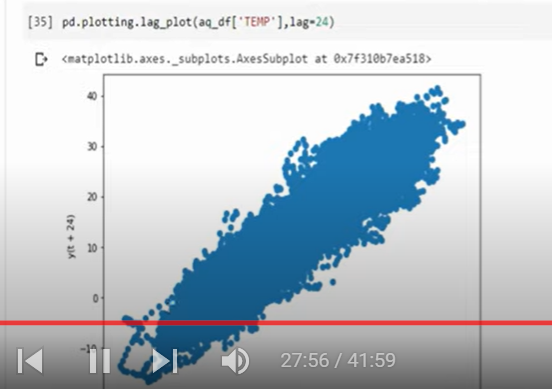 [35] pd.plotting.lag_plot(aq_df['TEMP'],lag=24)
<matplotlib.axes._subplots.AxesSubplot at 0x7f310b7ea518>
40
30
20
10
0
-10
y(t + 24)
27:56 / 41:59